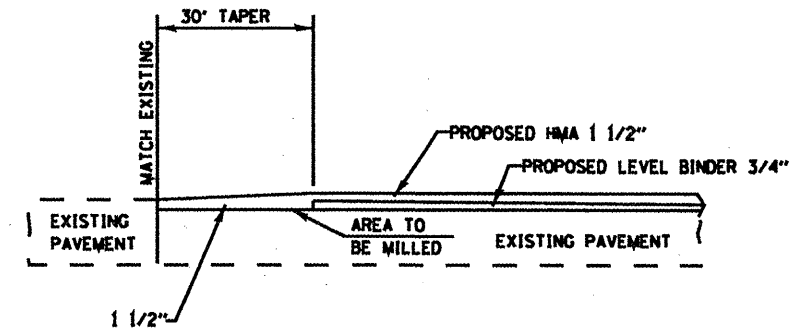 30' TAPER
MATCH EXISTING
PROPOSED HMA 1 1/2"
PROPOSED LEVEL BINDER 3/4"
EXISTING
PAVEMENT
AREA TO
BE MILLED
EXISTING PAVEMENT
1 1/2"